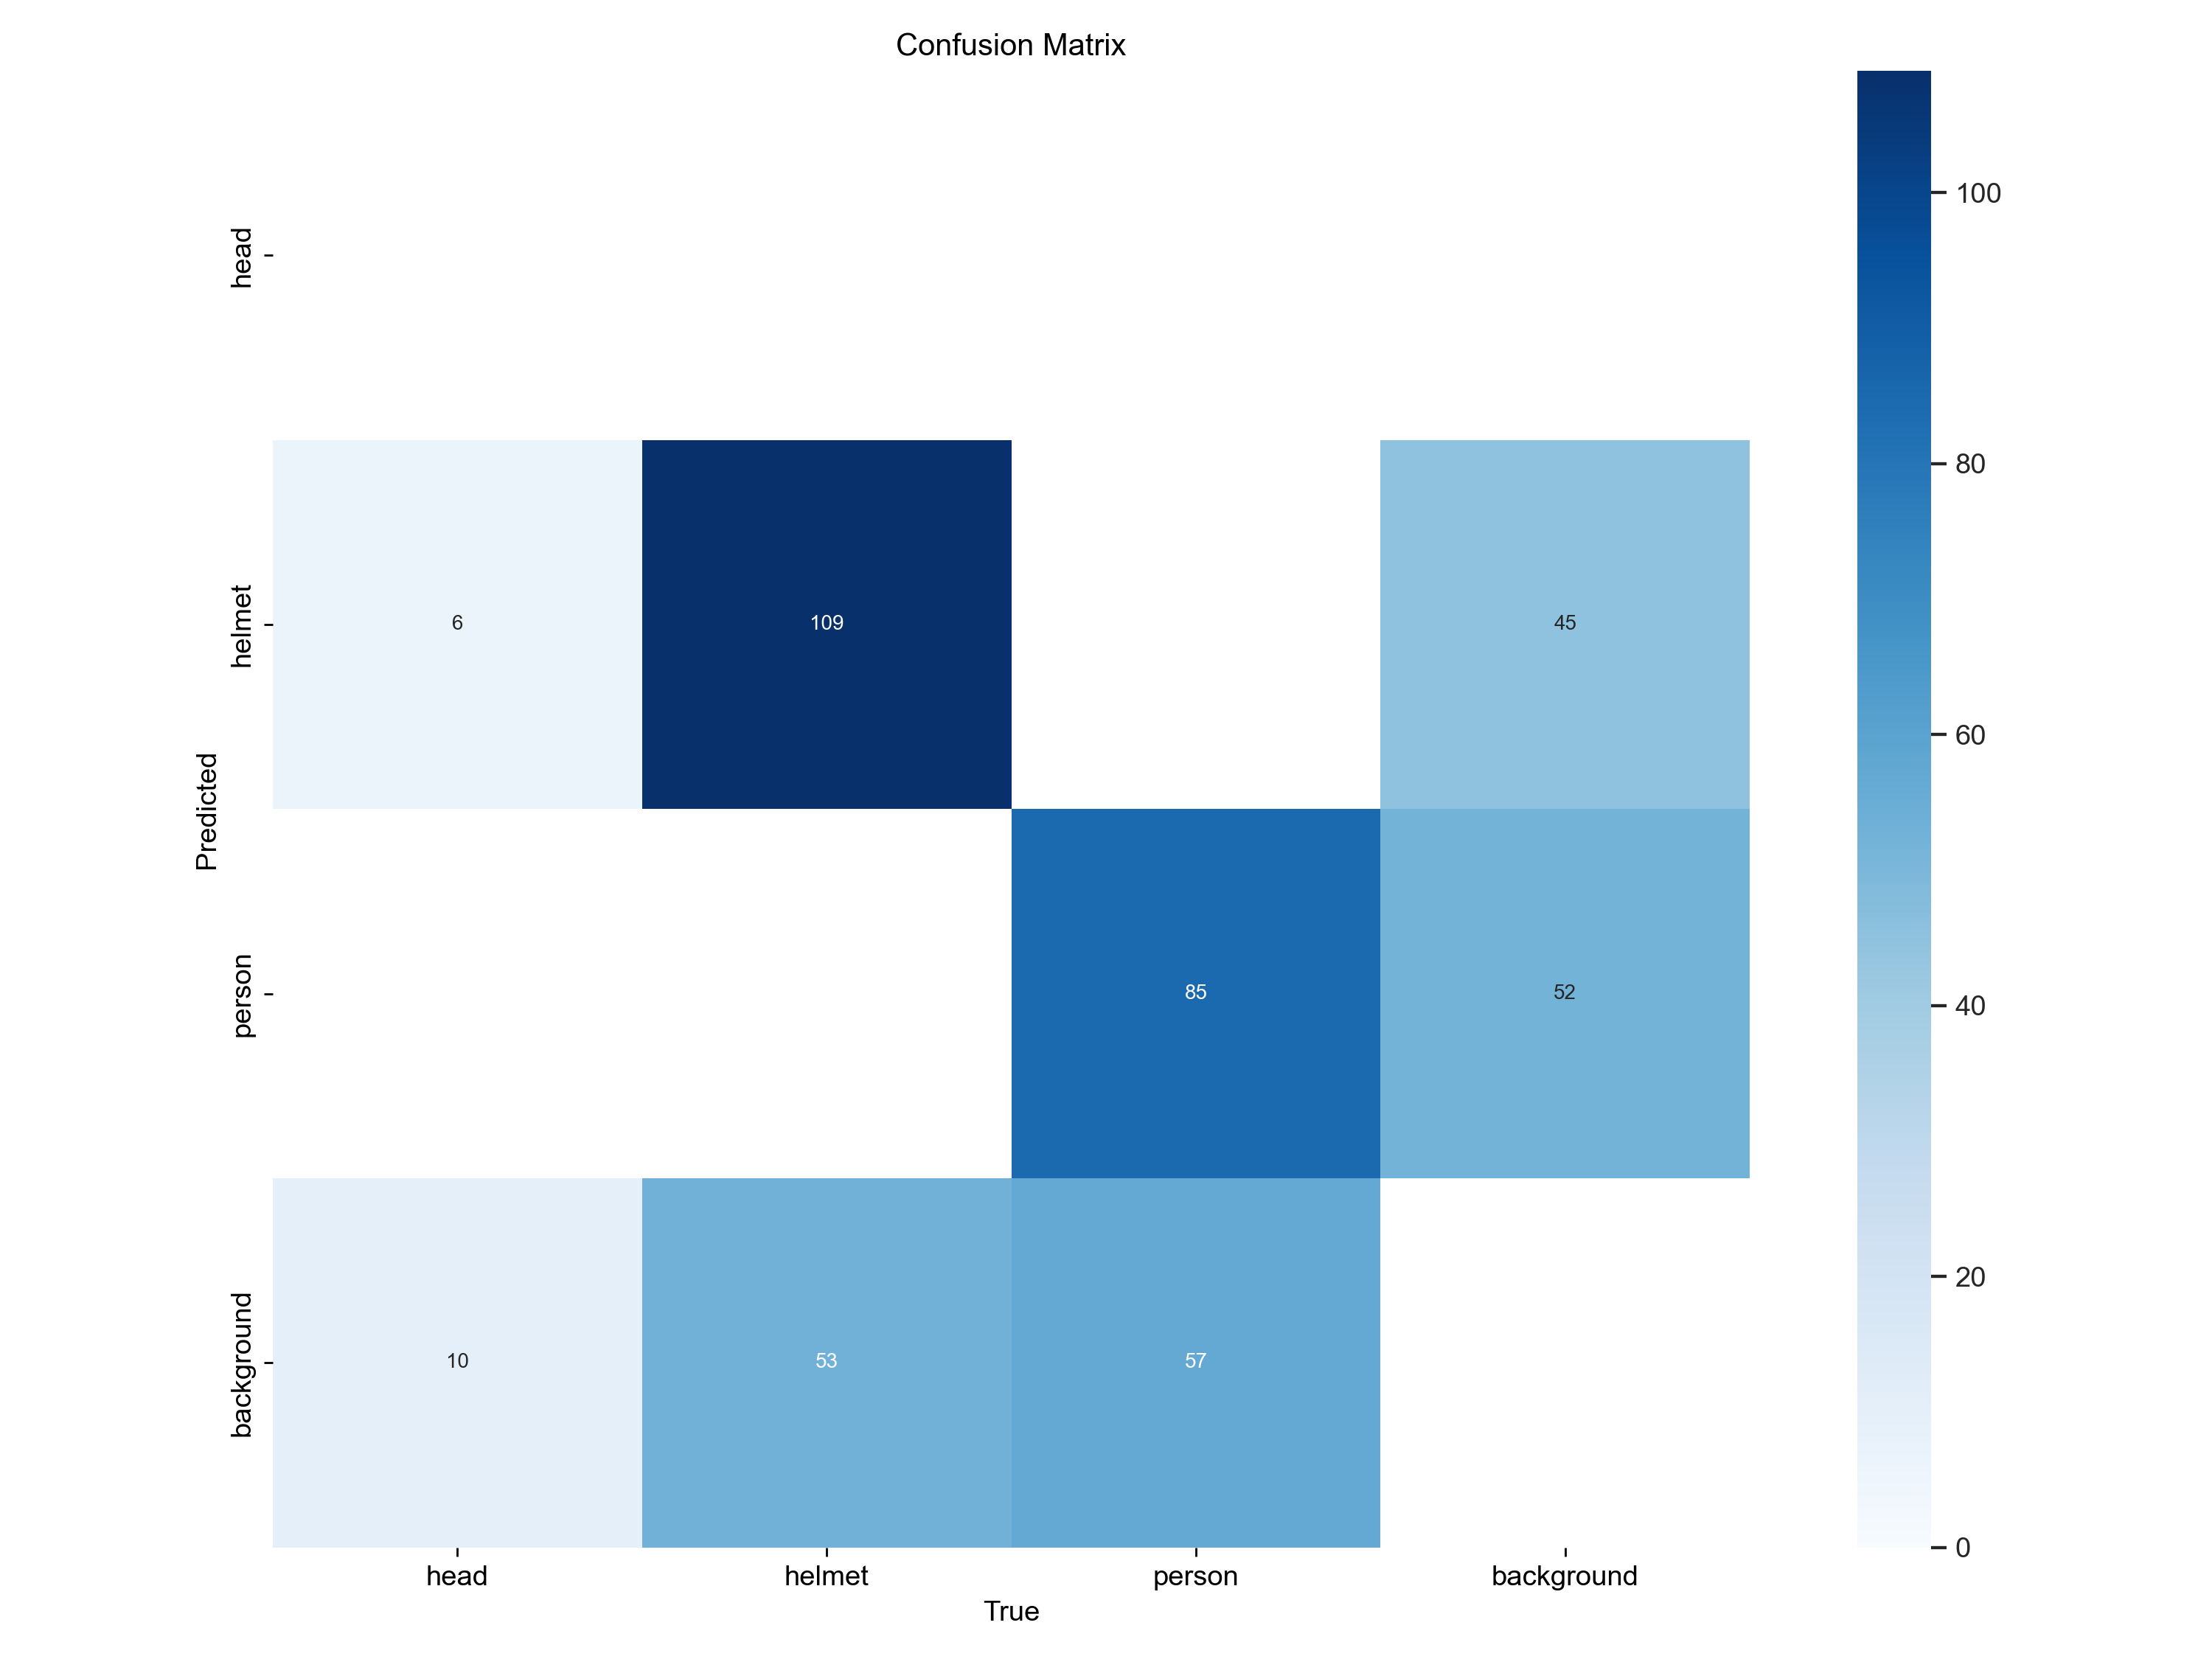 Confusion Matrix
head
helmet
person
background
Predicted
6
109
45
85
52
10
53
57
head
helmet
person
background
True
100
80
60
40
20
0